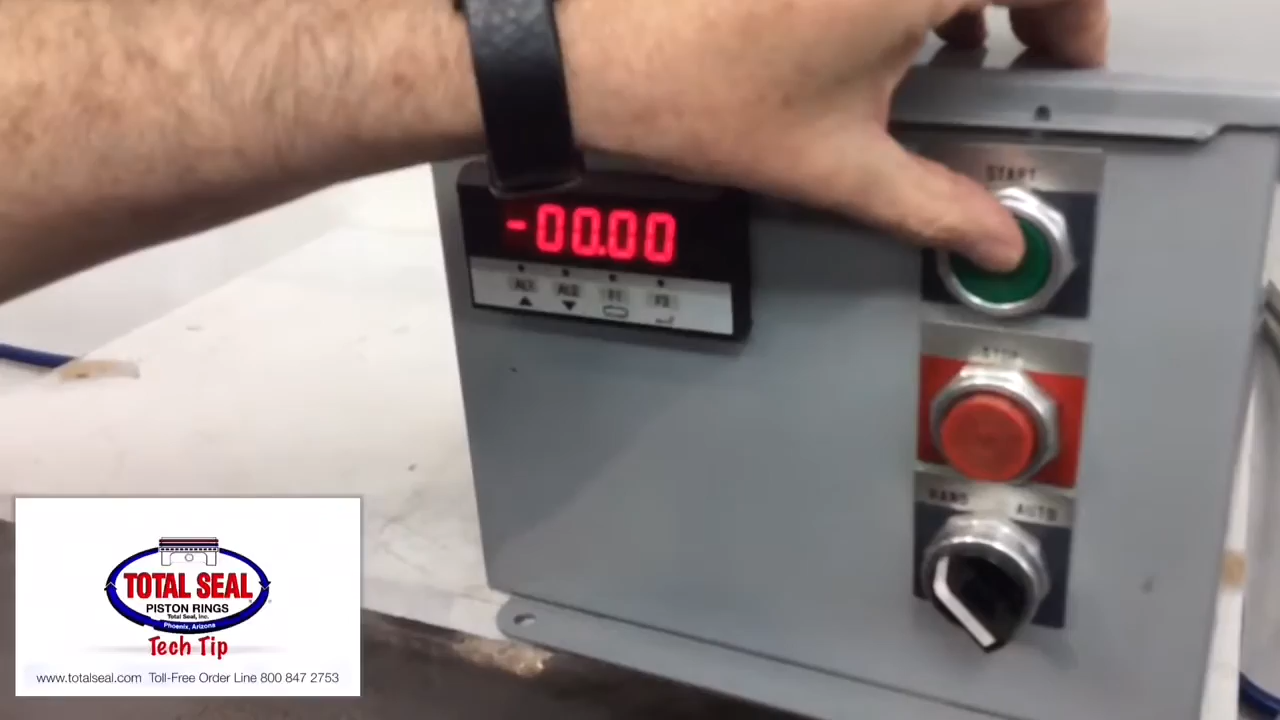 START
-00.00
AL1 AL2 F1 F2
STOP
HAND AUTO
TOTAL SEAL
PISTON RINGS
Total Seal, Inc.
Phoenix, Arizona
Tech Tip
www.totalseal.com Toll-Free Order Line 800 847 2753